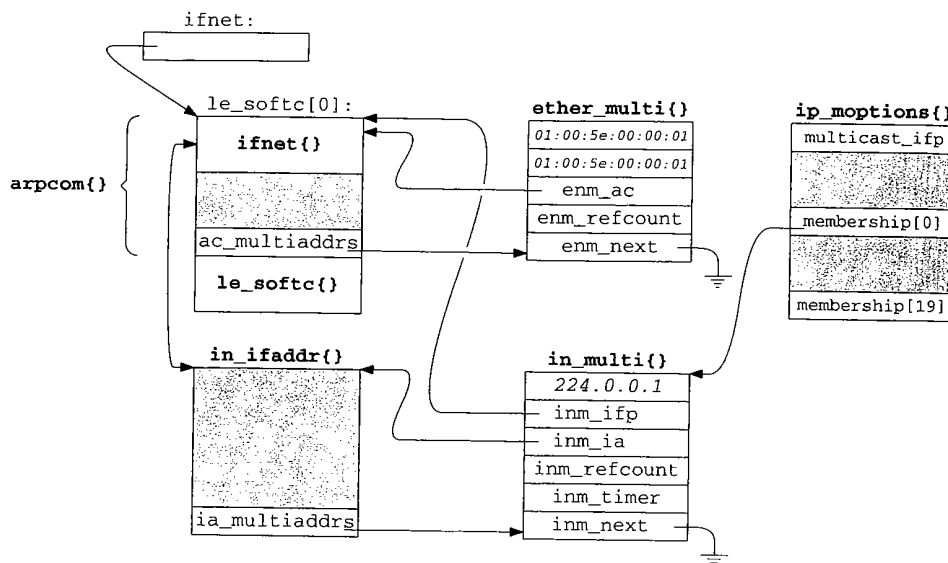 ifnet:
le_softc[0]:
ifnet{}
arpcom{}
ac_multiaddrs
le_softc{}
ether_multi{}
01:00:5e:00:00:01
01:00:5e:00:00:01
enm_ac
enm_refcount
enm_next
ip_moptions{}
multicast_ifp
membership[0]
membership[19]
in_ifaddr{}
ia_multiaddrs
in_multi{}
224.0.0.1
inm_ifp
inm_ia
inm_refcount
inm_timer
inm_next